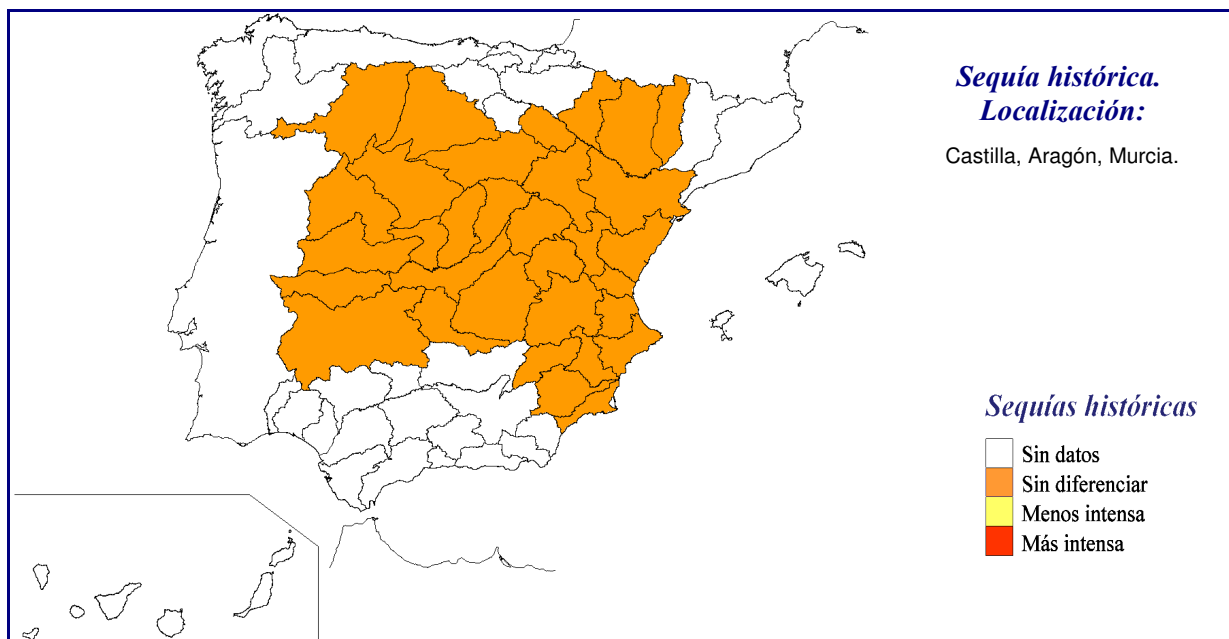 Sequía histórica.
Localización:
Castilla, Aragón, Murcia.
Sequías históricas
Sin datos
Sin diferenciar
Menos intensa
Más intensa